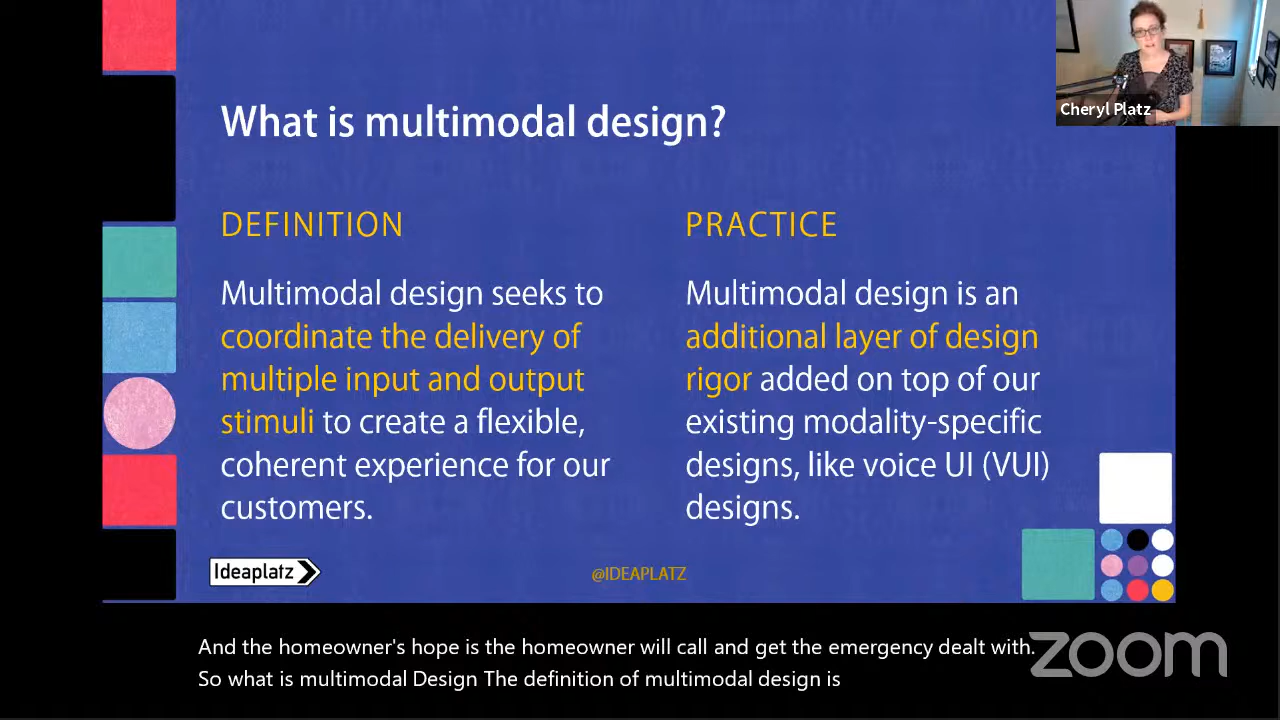 What is multimodal design?
Cheryl Platz
DEFINITION
Multimodal design seeks to
coordinate the delivery of
multiple input and output
stimuli to create a flexible,
coherent experience for our
customers.
PRACTICE
Multimodal design is an
additional layer of design
rigor added on top of our
existing modality-specific
designs, like voice UI (VUI)
designs.
Ideaplatz
@IDEAPLATZ
And the homeowner's hope is the homeowner will call and get the emergency dealt with.
So what is multimodal Design The definition of multimodal design is
zoom